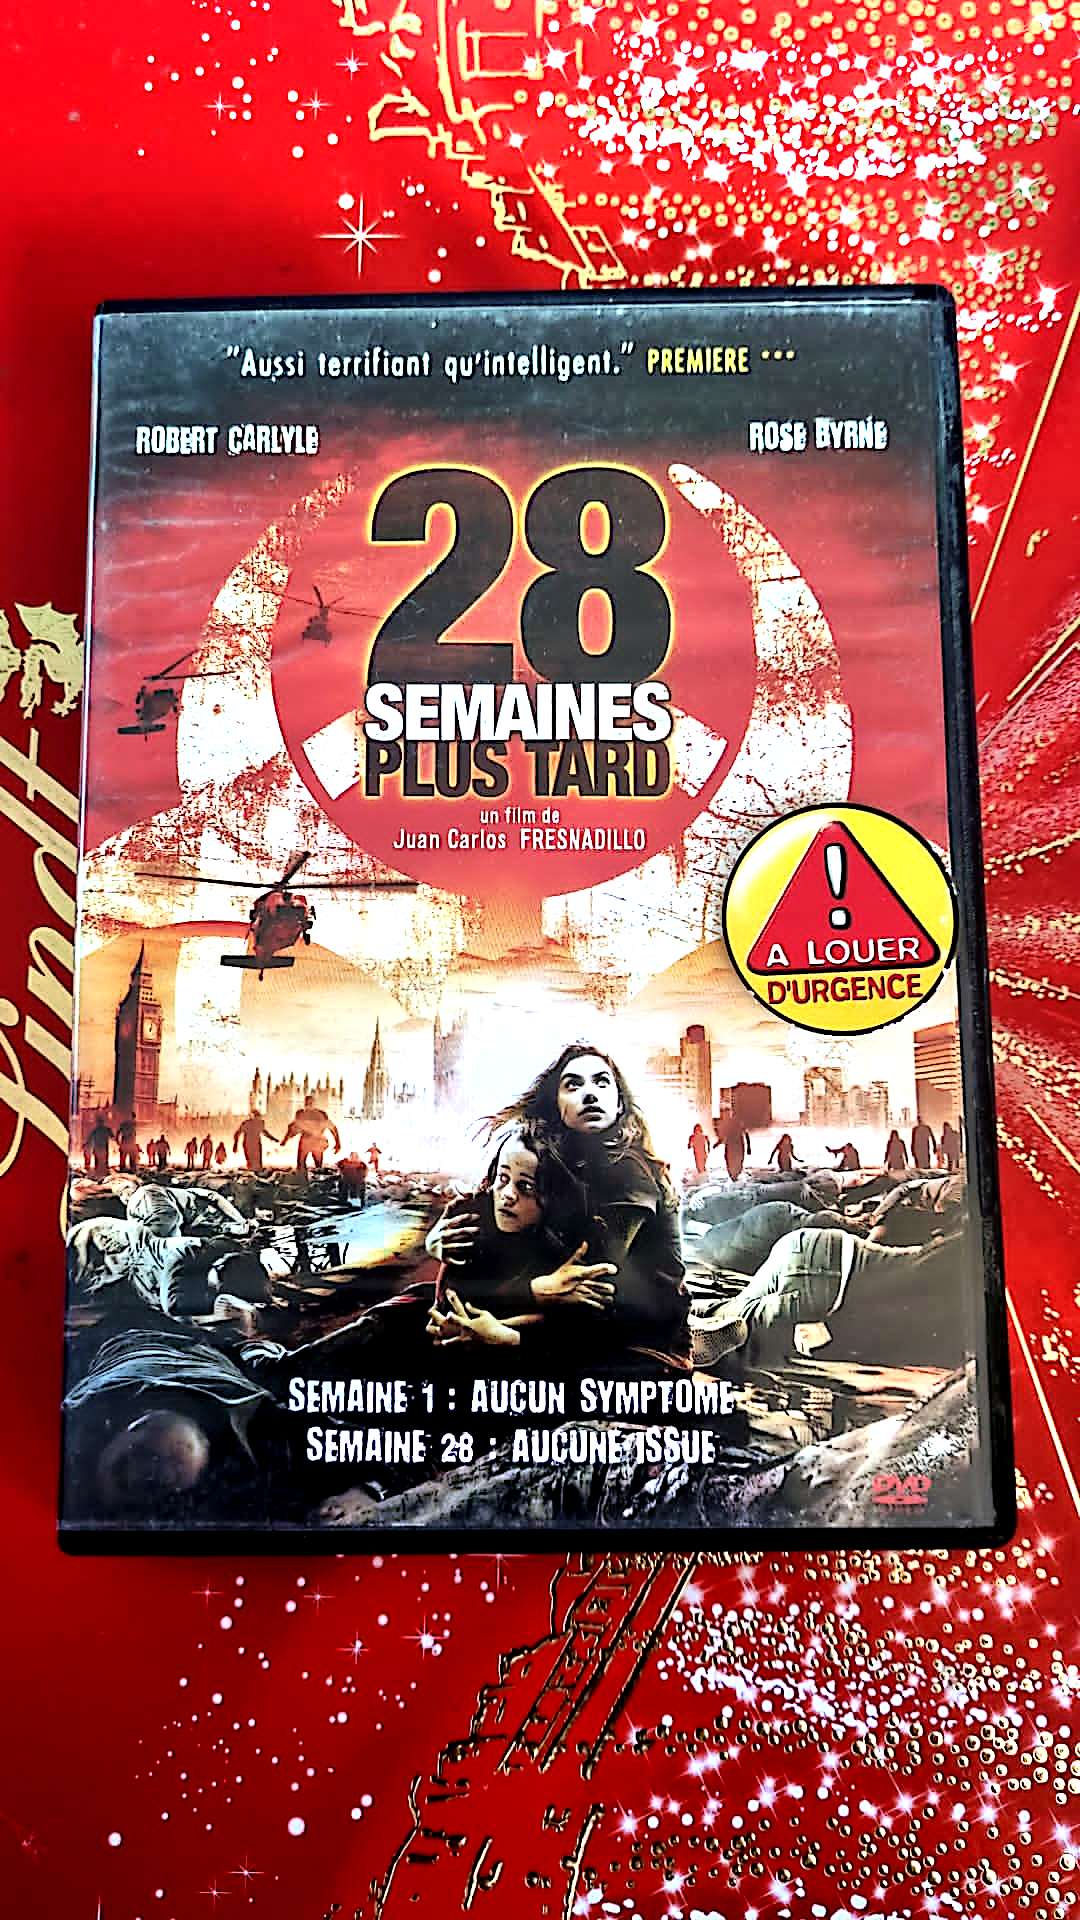 "Aussi terrifiant qu'intelligent." PREMIERE ***
ROBERT CARLYLE
ROSE BYRNE
28
SEMAINES
PLUS TARD
un film de
Juan Carlos FRESNADILLO
!
A LOUER
D'URGENCE
Lindt
SEMAINE 1 : AUCUN SYMPTOME
SEMAINE 28 : AUCUNE ISSUE
DVD